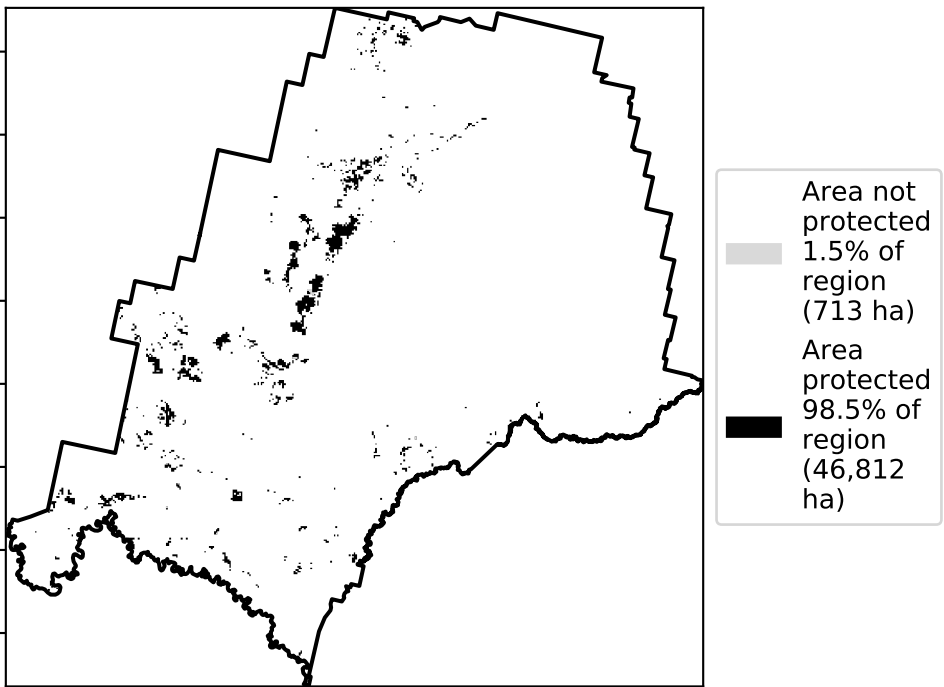 Area not
protected
1.5% of
region
(713 ha)
Area
protected
98.5% of
region
(46,812
ha)